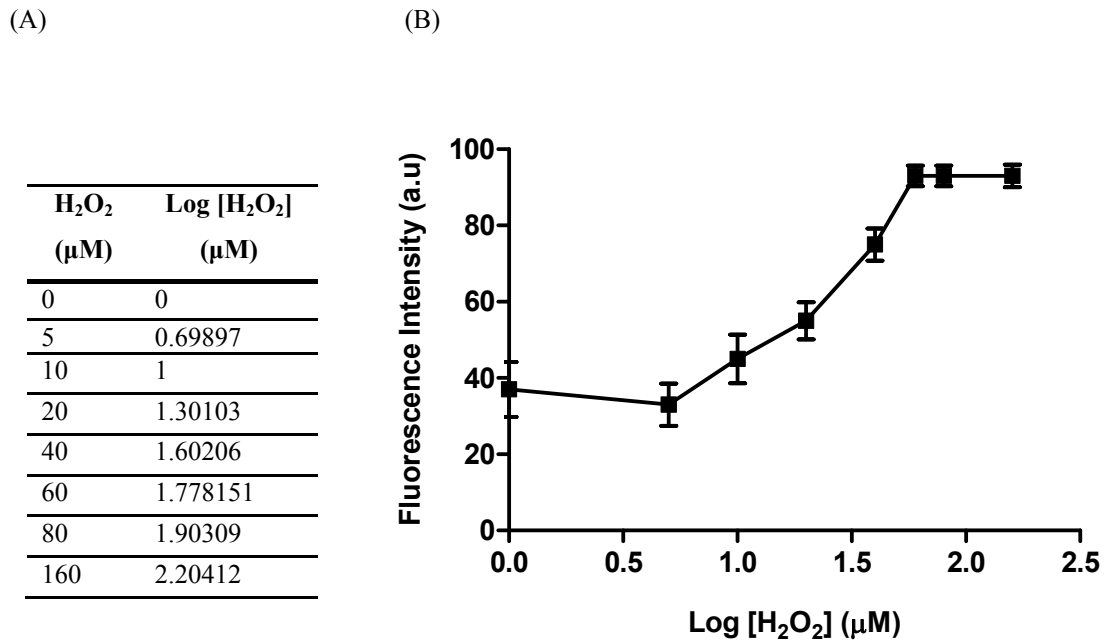 (A)
(B)
H₂O₂ Log [H₂O₂]
(μM) (μM)
0 0
5 0.69897
10 1
20 1.30103
40 1.60206
60 1.778151
80 1.90309
160 2.20412
Fluorescence Intensity (a.u)
100
80
60
40
20
0
0.0 0.5 1.0 1.5 2.0 2.5
Log [H₂O₂] (μM)